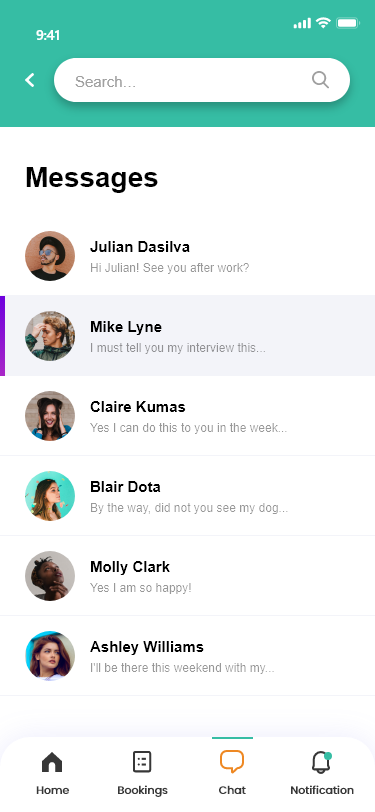 9:41
Search...
Messages
Julian Dasilva
Hi Julian! See you after work?
Mike Lyne
I must tell you my interview this...
Claire Kumas
Yes I can do this to you in the week...
Blair Dota
By the way, did not you see my dog...
Molly Clark
Yes I am so happy!
Ashley Williams
I'll be there this weekend with my...
Home Bookings Chat Notification